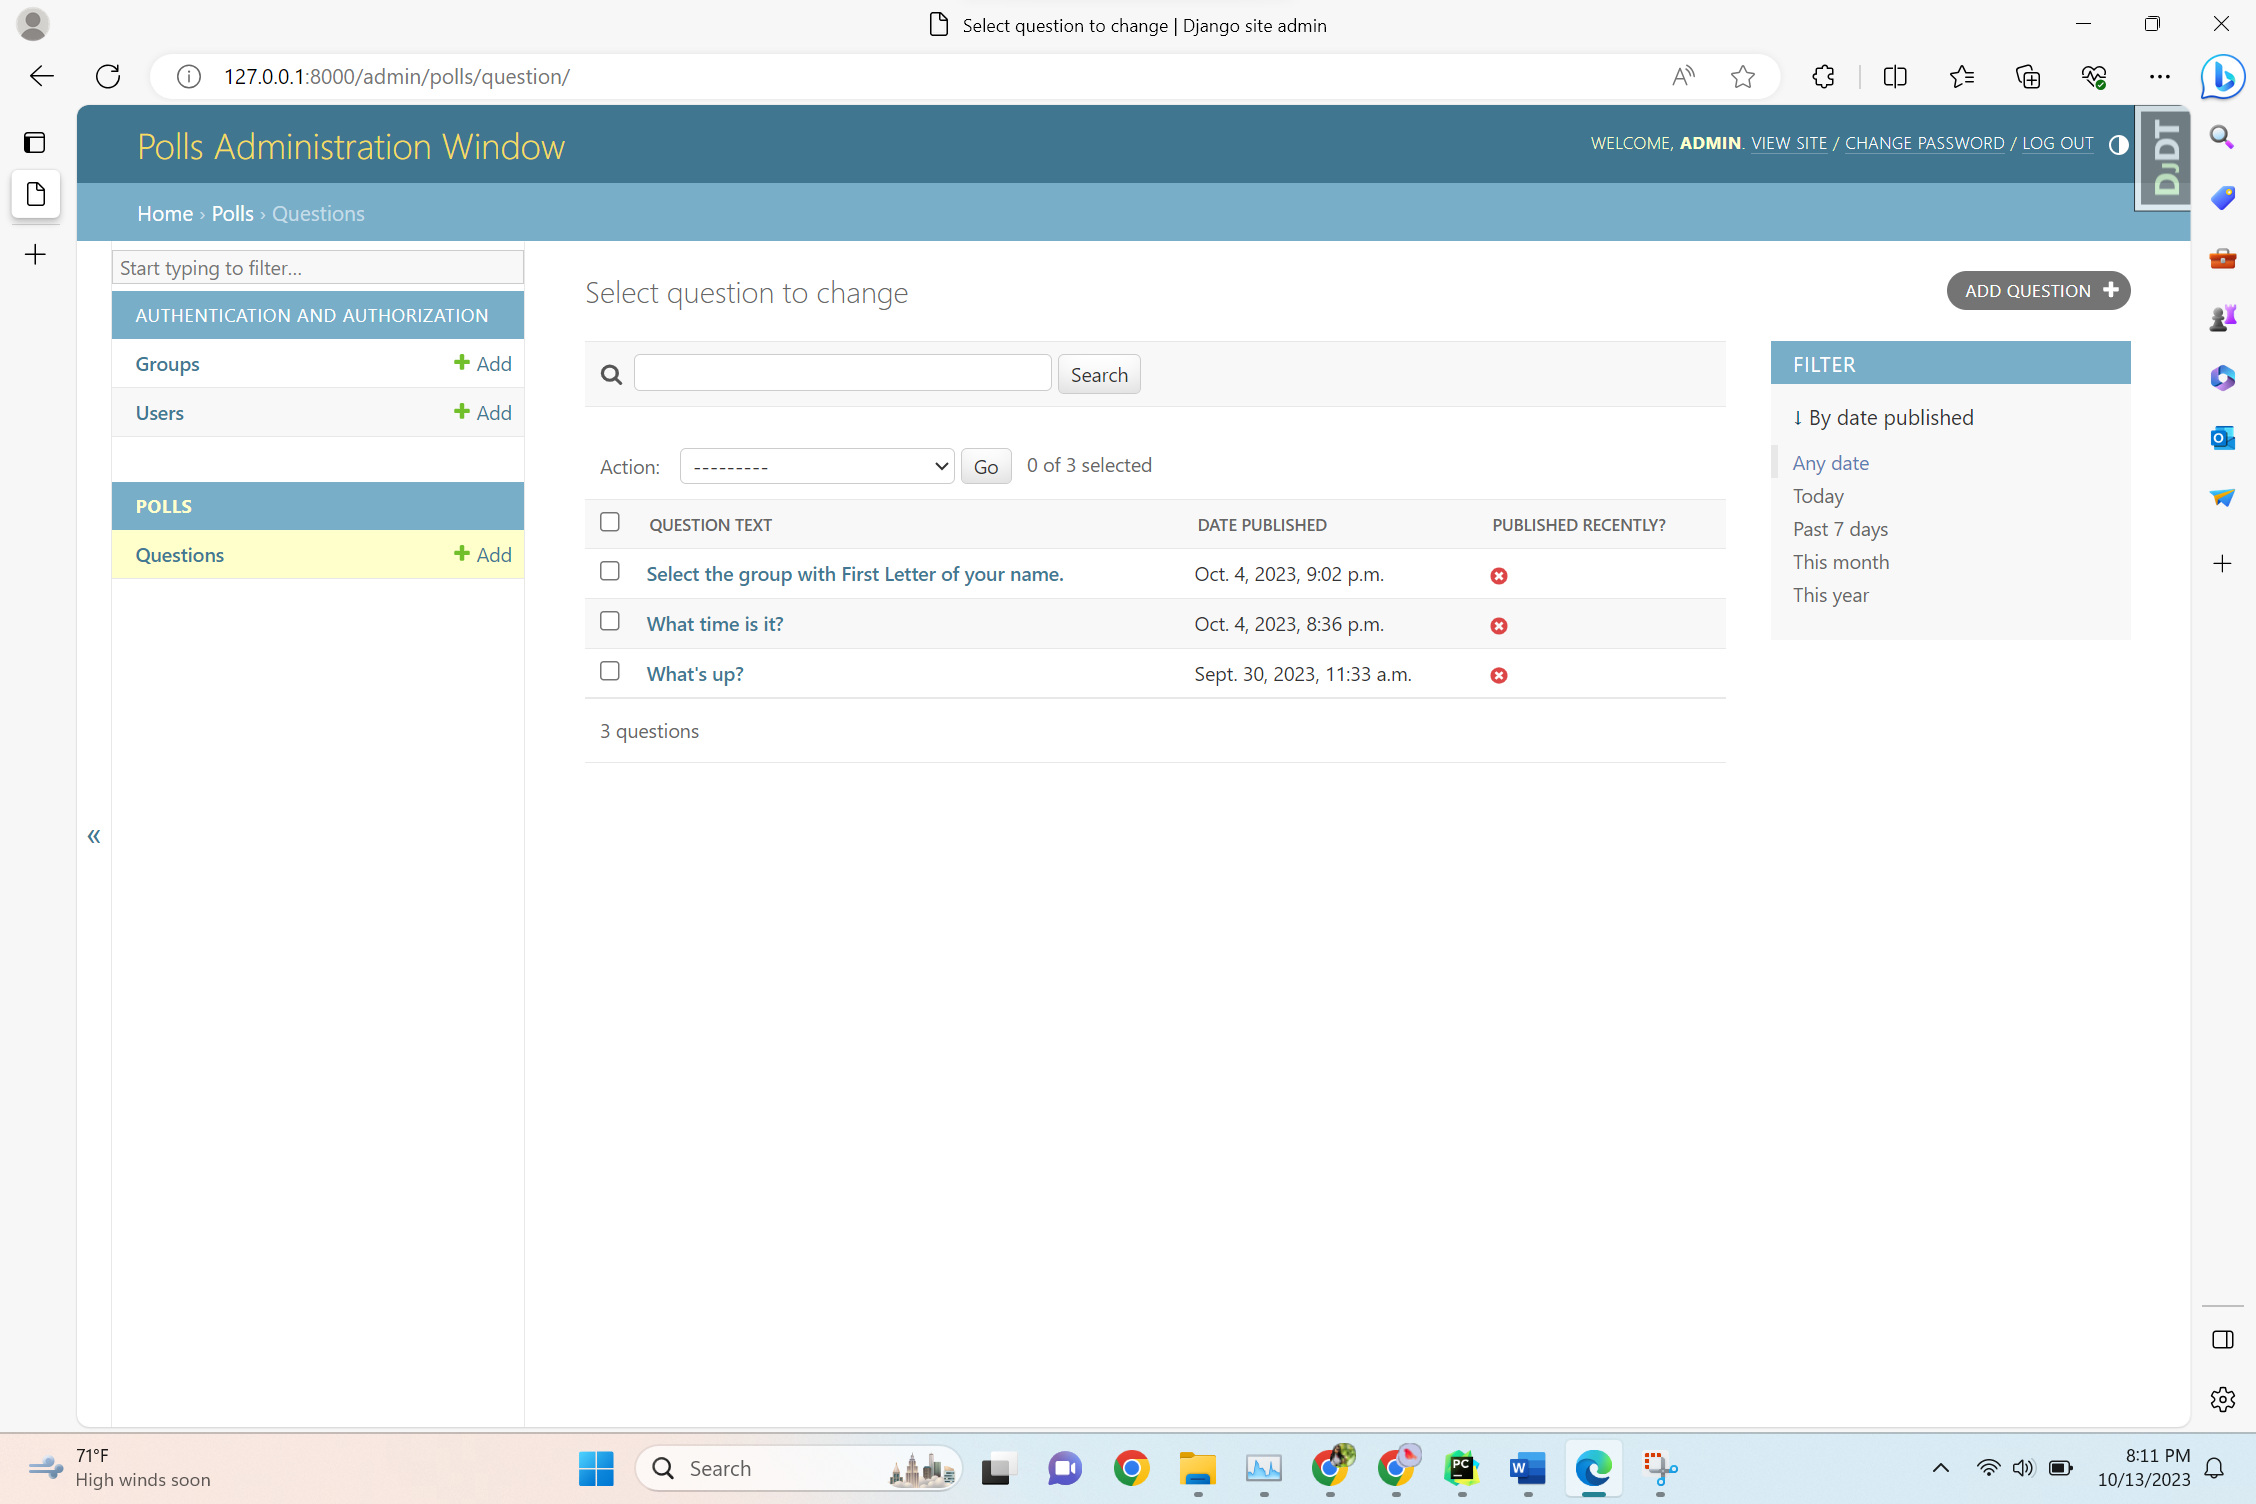 Select question to change | Django site admin
127.0.0.1:8000/admin/polls/question/
Polls Administration Window
WELCOME, ADMIN. VIEW SITE / CHANGE PASSWORD / LOG OUT
DJDT
Home › Polls › Questions
Start typing to filter...
AUTHENTICATION AND AUTHORIZATION
Groups + Add
Users + Add
POLLS
Questions + Add
«
Select question to change
ADD QUESTION +
Search
Action: --------- Go 0 of 3 selected
QUESTION TEXT DATE PUBLISHED PUBLISHED RECENTLY?
Select the group with First Letter of your name. Oct. 4, 2023, 9:02 p.m.
What time is it? Oct. 4, 2023, 8:36 p.m.
What's up? Sept. 30, 2023, 11:33 a.m.
3 questions
FILTER
↓ By date published
Any date
Today
Past 7 days
This month
This year
71°F
High winds soon
Search
PC
W
8:11 PM
10/13/2023